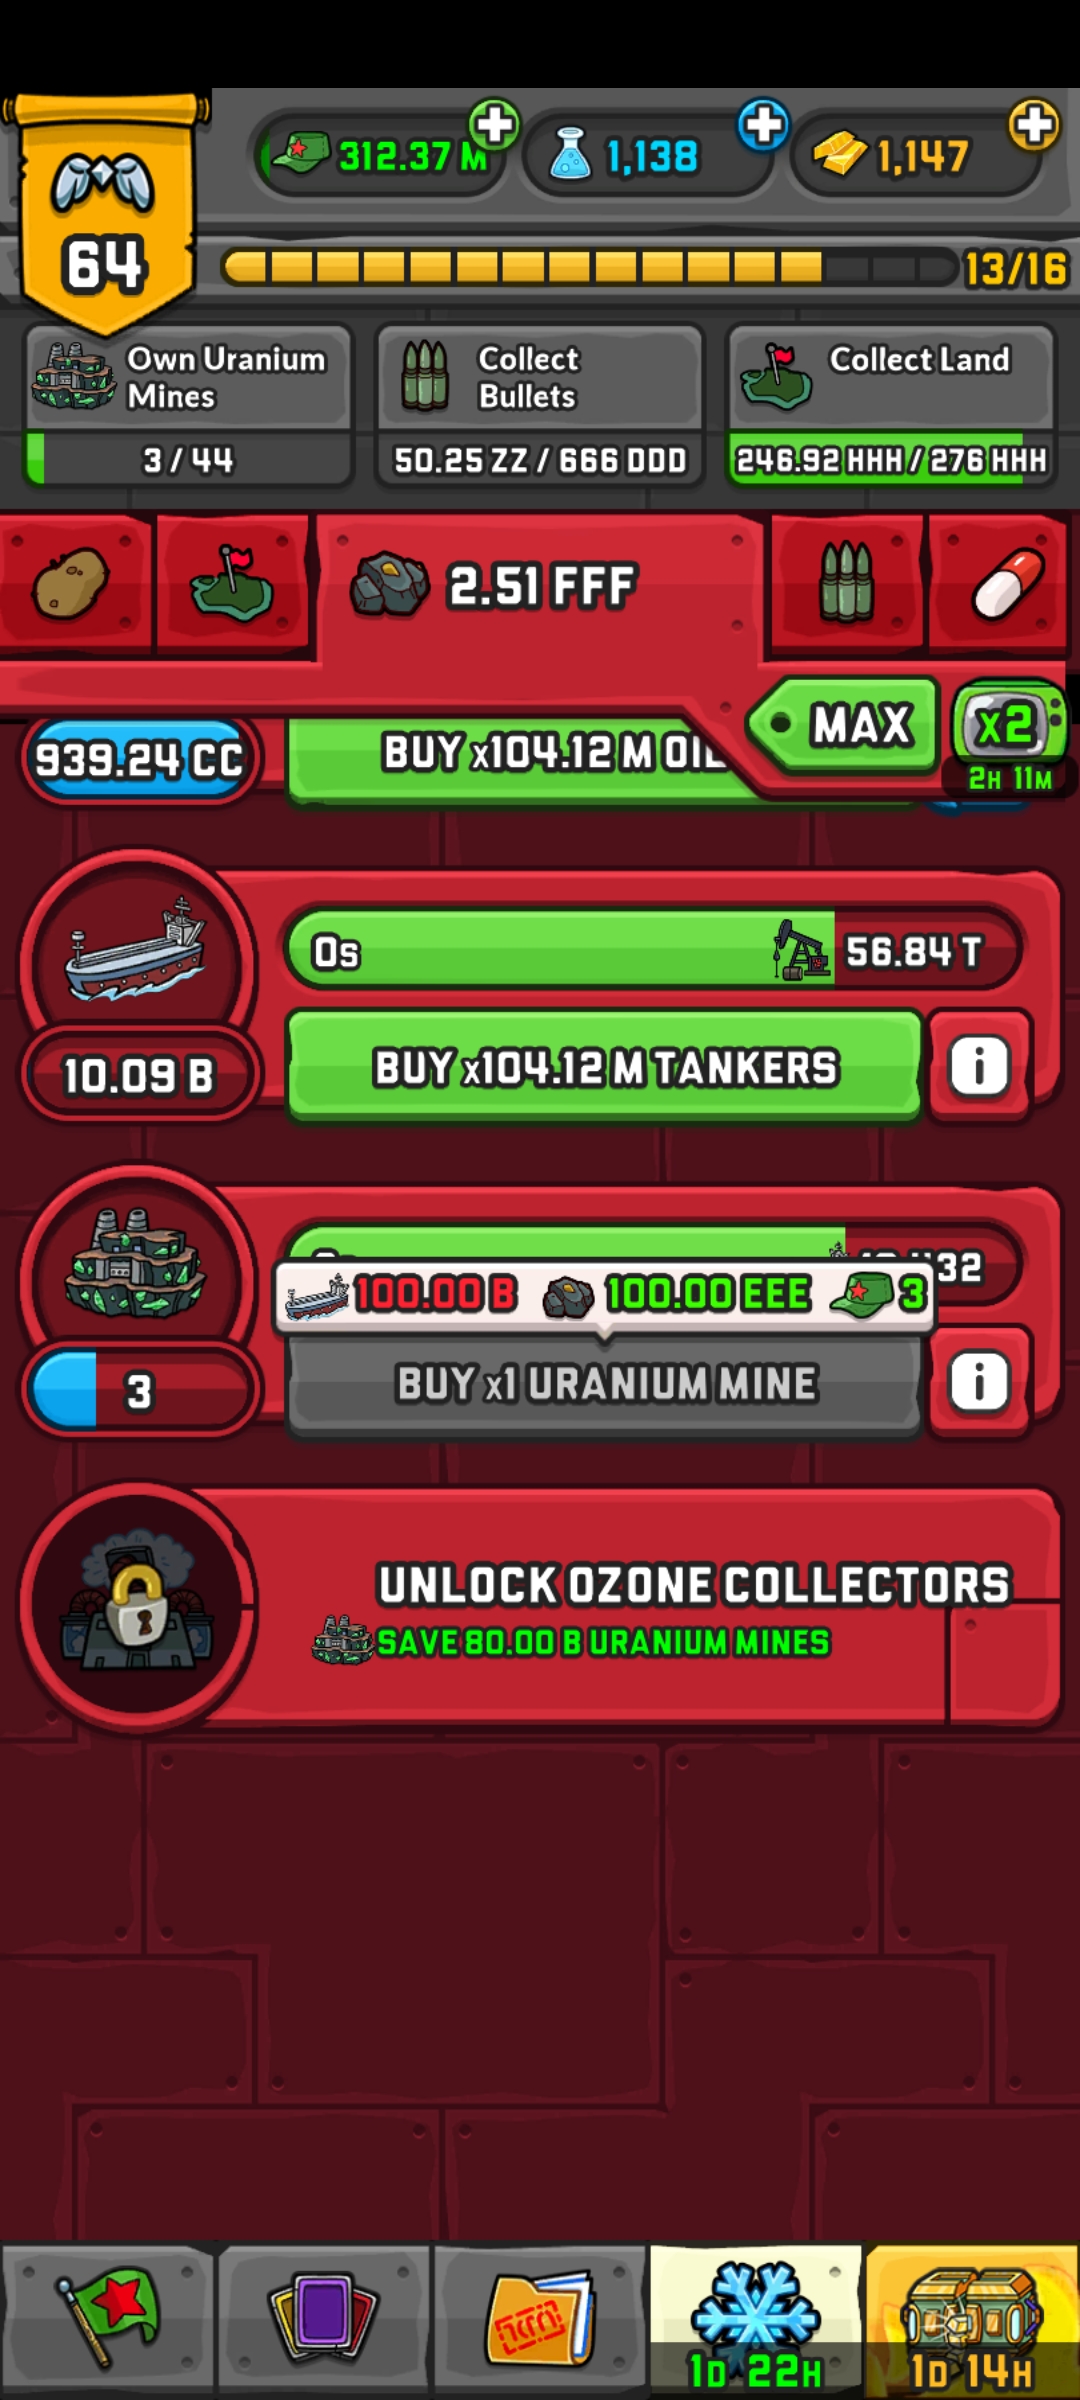 312.37 M
1,138
1,147
64
13/16
Own Uranium
Mines
3 / 44
Collect
Bullets
50.25 ZZ / 666 DDD
Collect Land
246.92 HHH / 276 HHH
2.51 FFF
MAX
x2
2H 11M
939.24 CC
BUY x104.12 M OIL
0s
56.84 T
10.09 B
BUY x104.12 M TANKERS
100.00 B
100.00 EEE
3
3
BUY x1 URANIUM MINE
UNLOCK OZONE COLLECTORS
SAVE 80.00 B URANIUM MINES
1D 22H
1D 14H